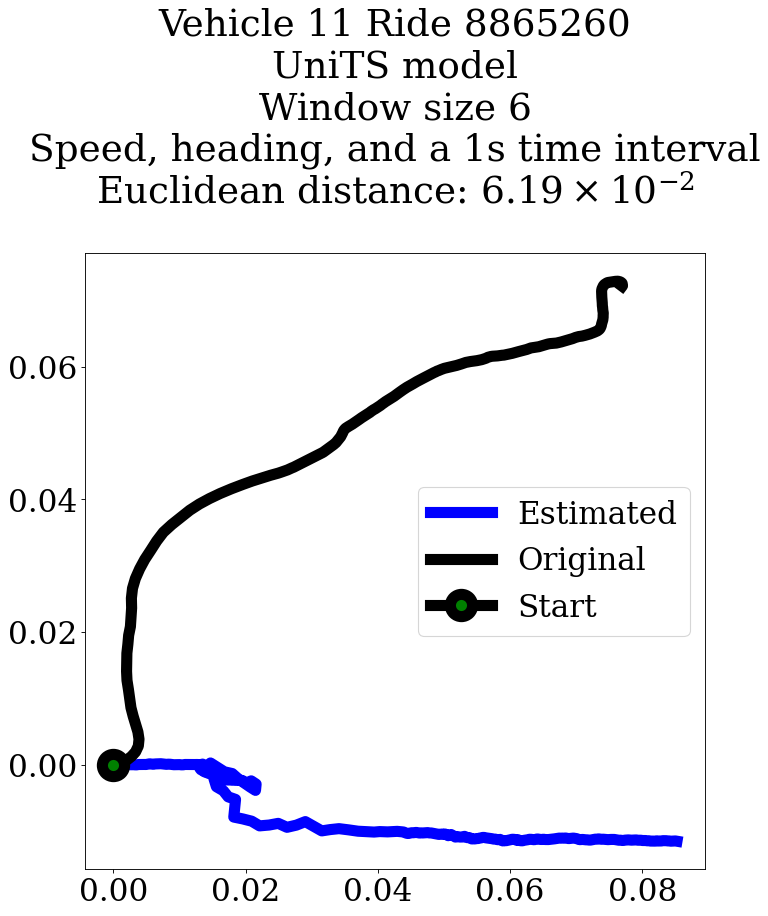 Vehicle 11 Ride 8865260
UniTS model
Window size 6
Speed, heading, and a 1s time interval
Euclidean distance: 6.19 × 10⁻²
0.06
0.04
0.02
0.00
Estimated
Original
Start
0.00 0.02 0.04 0.06 0.08